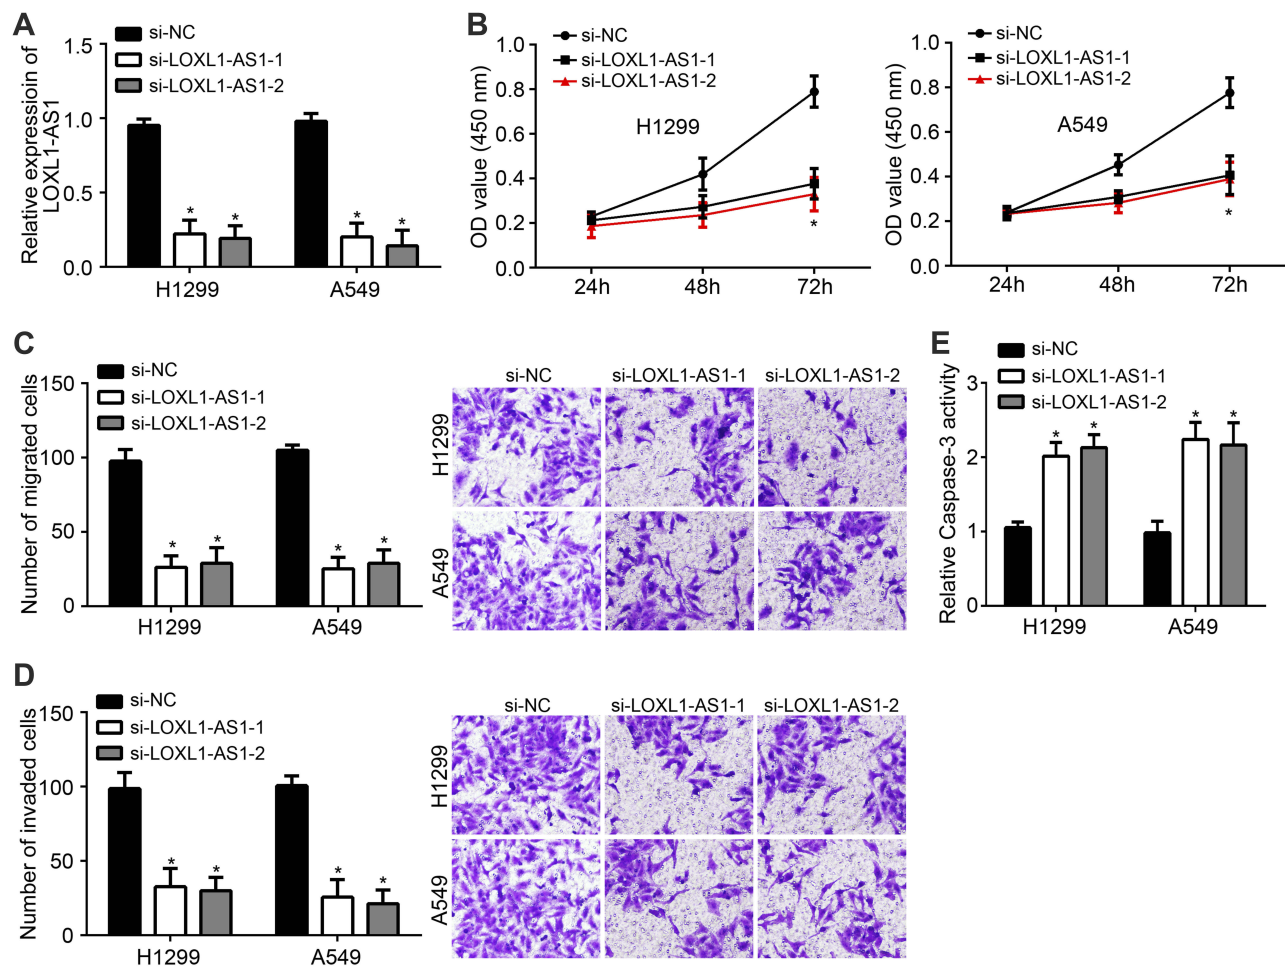 A
si-NC
si-LOXL1-AS1-1
si-LOXL1-AS1-2
Relative expressioin of
LOXL1-AS1
1.5
1.0
0.5
0.0
*
*
*
*
H1299
A549
B
si-NC
si-LOXL1-AS1-1
si-LOXL1-AS1-2
H1299
OD value (450 nm)
1.0
0.8
0.6
0.4
0.2
0.0
*
24h
48h
72h
si-NC
si-LOXL1-AS1-1
si-LOXL1-AS1-2
A549
OD value (450 nm)
1.0
0.8
0.6
0.4
0.2
0.0
*
24h
48h
72h
C
si-NC
si-LOXL1-AS1-1
si-LOXL1-AS1-2
Number of migrated cells
150
100
50
0
*
*
*
*
H1299
A549
si-NC
si-LOXL1-AS1-1
si-LOXL1-AS1-2
H1299
A549
E
si-NC
si-LOXL1-AS1-1
si-LOXL1-AS1-2
Relative Caspase-3 activity
3
2
1
0
*
*
*
*
H1299
A549
D
si-NC
si-LOXL1-AS1-1
si-LOXL1-AS1-2
Number of invaded cells
150
100
50
0
*
*
*
*
H1299
A549
si-NC
si-LOXL1-AS1-1
si-LOXL1-AS1-2
H1299
A549